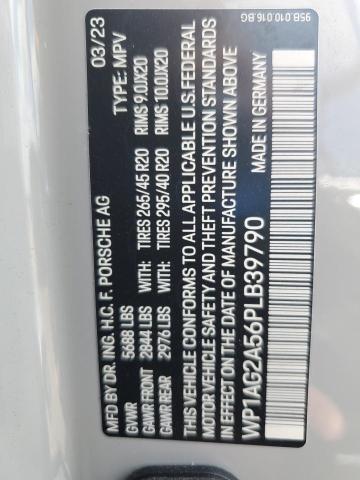 95B.010.016.BG
MFD BY DR. ING. H.C. F. PORSCHE AG 03/23
GVWR 5688 LBS TYPE: MPV
GAWR FRONT 2844 LBS WITH: TIRES 265/45 R20 RIMS 9.0JX20
GAWR REAR 2976 LBS WITH: TIRES 295/40 R20 RIMS 10.0JX20
THIS VEHICLE CONFORMS TO ALL APPLICABLE U.S. FEDERAL
MOTOR VEHICLE SAFETY AND THEFT PREVENTION STANDARDS
IN EFFECT ON THE DATE OF MANUFACTURE SHOWN ABOVE
WP1AG2A56PLB39790 MADE IN GERMANY